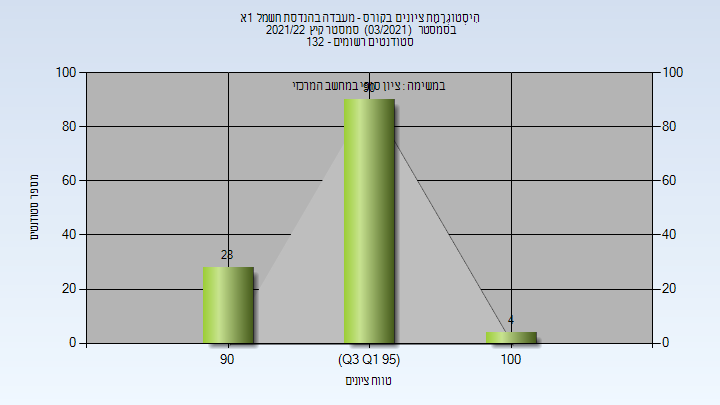 היסטוגרמת ציונים בקורס - מעבדה בהנדסת חשמל 1א
בסמסטר (03/2021) סמסטר קיץ 2021/22
סטודנטים רשומים - 132
במשימה : ציון סופי במחשב המרכזי
100 100
80 80
60 60
40 40
20 20
0 0
90
28
4
90 (Q3 Q1 95) 100
מספר סטודנטים
טווח ציונים